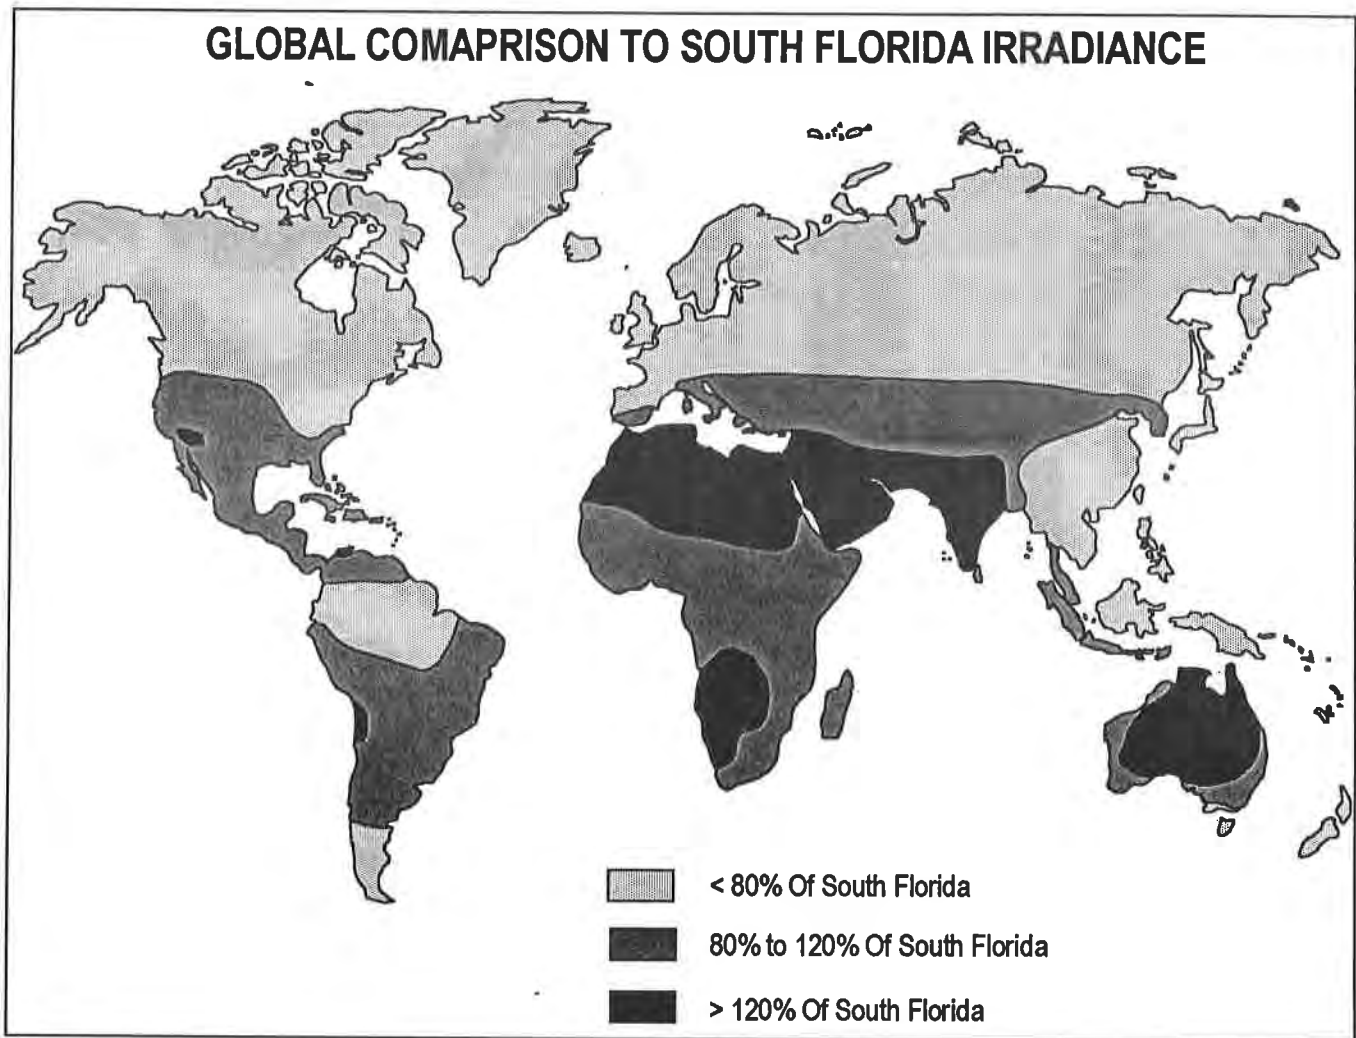 GLOBAL COMAPRISON TO SOUTH FLORIDA IRRADIANCE
< 80% Of South Florida
80% to 120% Of South Florida
> 120% Of South Florida